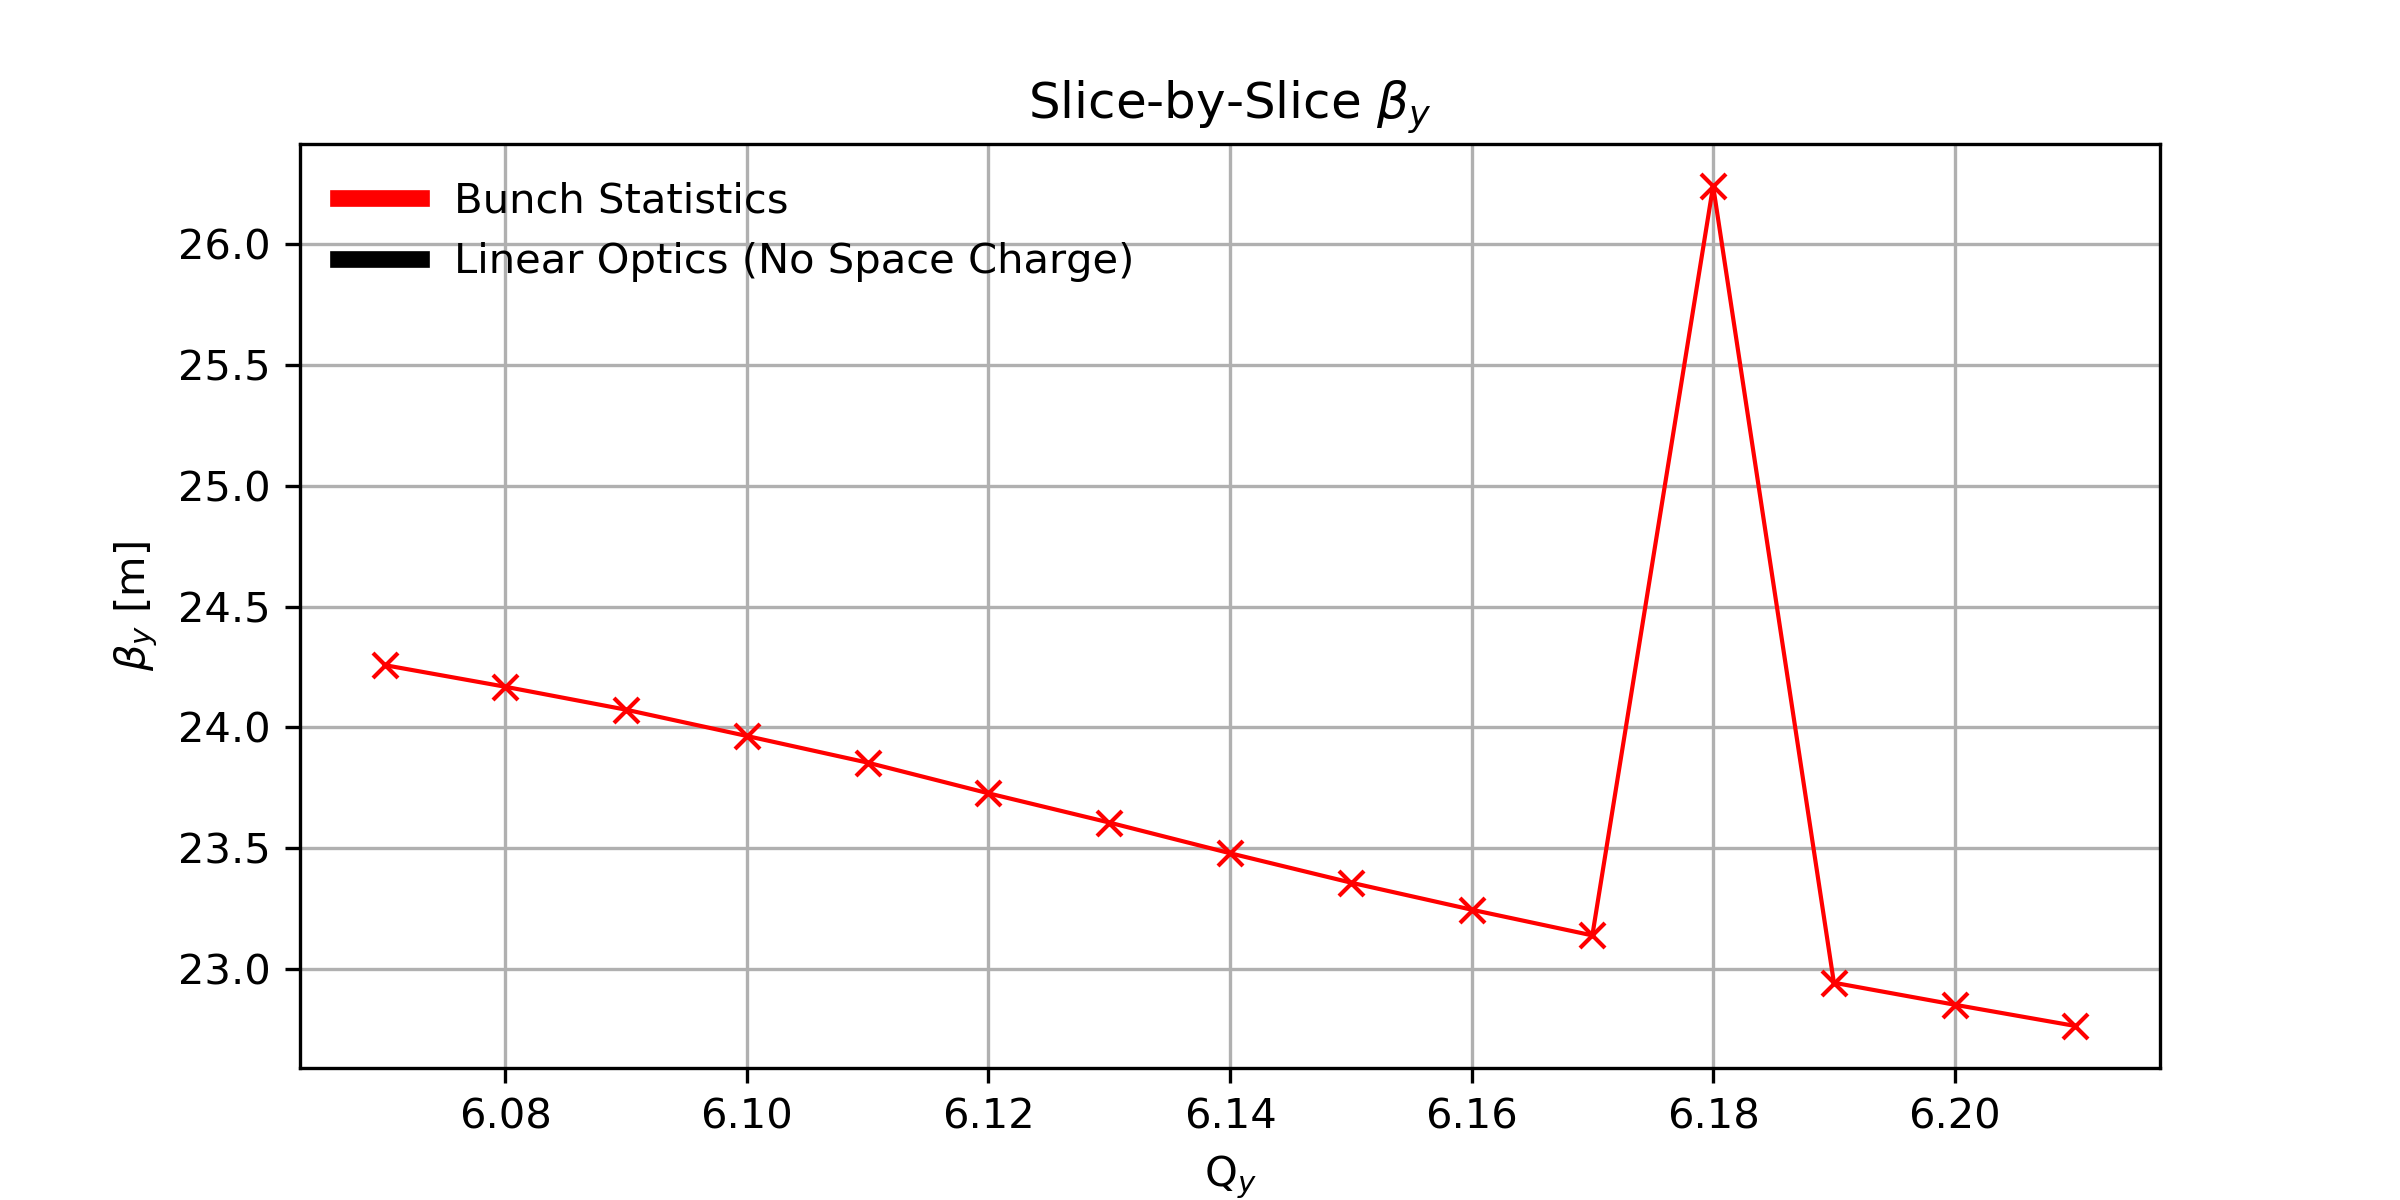 Slice-by-Slice βy
Bunch Statistics
Linear Optics (No Space Charge)
26.0
25.5
25.0
24.5
24.0
23.5
23.0
βy [m]
6.08 6.10 6.12 6.14 6.16 6.18 6.20
Qy